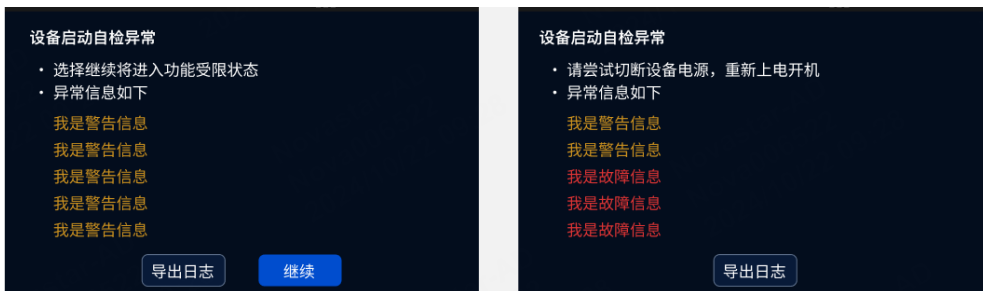 设备启动自检异常
· 选择继续将进入功能受限状态
· 异常信息如下
我是警告信息
我是警告信息
我是警告信息
我是警告信息
我是警告信息
导出日志
继续
设备启动自检异常
· 请尝试切断设备电源，重新上电开机
· 异常信息如下
我是警告信息
我是警告信息
我是故障信息
我是故障信息
我是故障信息
导出日志